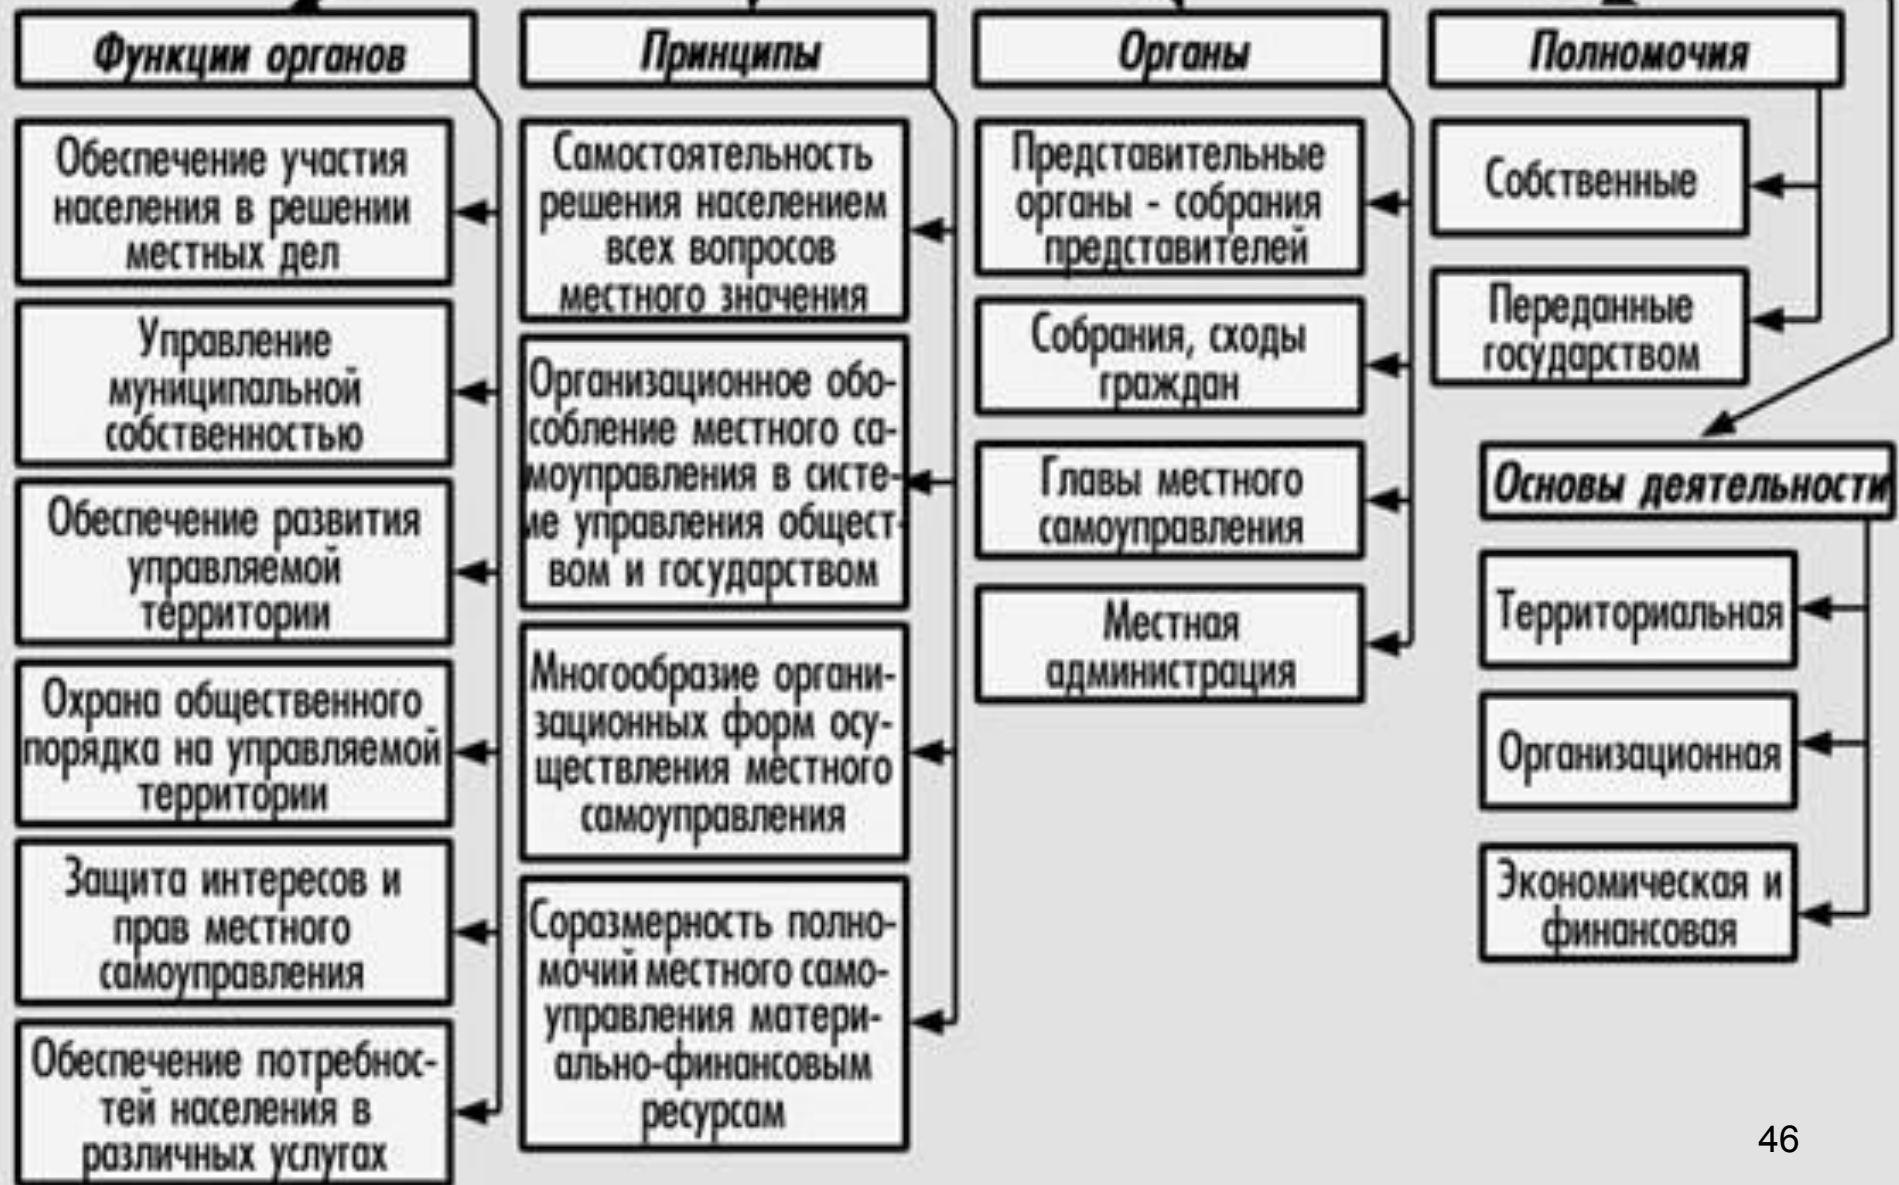 Функции органов
Обеспечение участия
населения в решении
местных дел
Управление
муниципальной
собственностью
Обеспечение развития
управляемой
территории
Охрана общественного
порядка на управляемой
территории
Защита интересов и
прав местного
самоуправления
Обеспечение потребнос-
тей населения в
различных услугах
Принципы
Самостоятельность
решения населением
всех вопросов
местного значения
Организационное обо-
собление местного са-
моуправления в систе-
ме управления общест-
вом и государством
Многообразие органи-
зационных форм осу-
ществления местного
самоуправления
Соразмерность полно-
мочий местного само-
управления матери-
ально-финансовым
ресурсам
Органы
Представительные
органы - собрания
представителей
Собрания, сходы
граждан
Главы местного
самоуправления
Местная
администрация
Полномочия
Собственные
Переданные
государством
Основы деятельности
Территориальная
Организационная
Экономическая и
финансовая
46